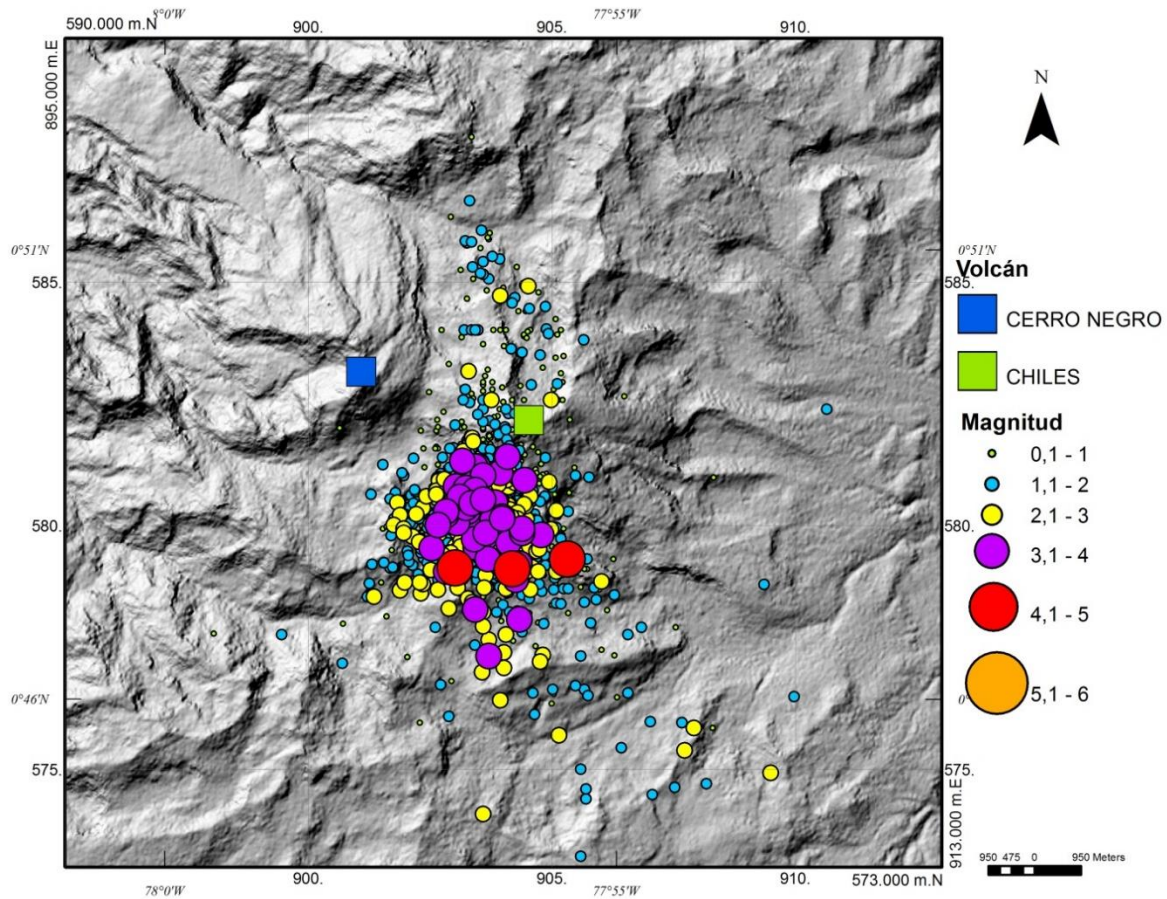 590.000 m.N
8°0'W
900.
905.
77°55'W
910.
895.000 m.E
N
0°51'N
0°51'N
585.
585.
Volcán
CERRO NEGRO
CHILES
Magnitud
0,1 - 1
1,1 - 2
2,1 - 3
3,1 - 4
4,1 - 5
5,1 - 6
580.
580.
0°46'N
0
575.
575.
913.000 m.E
950 475 0 950 Meters
900.
905.
910.
573.000 m.N
78°0'W
77°55'W